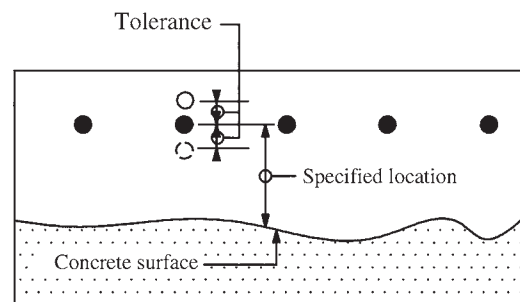 Tolerance
Specified location
Concrete surface